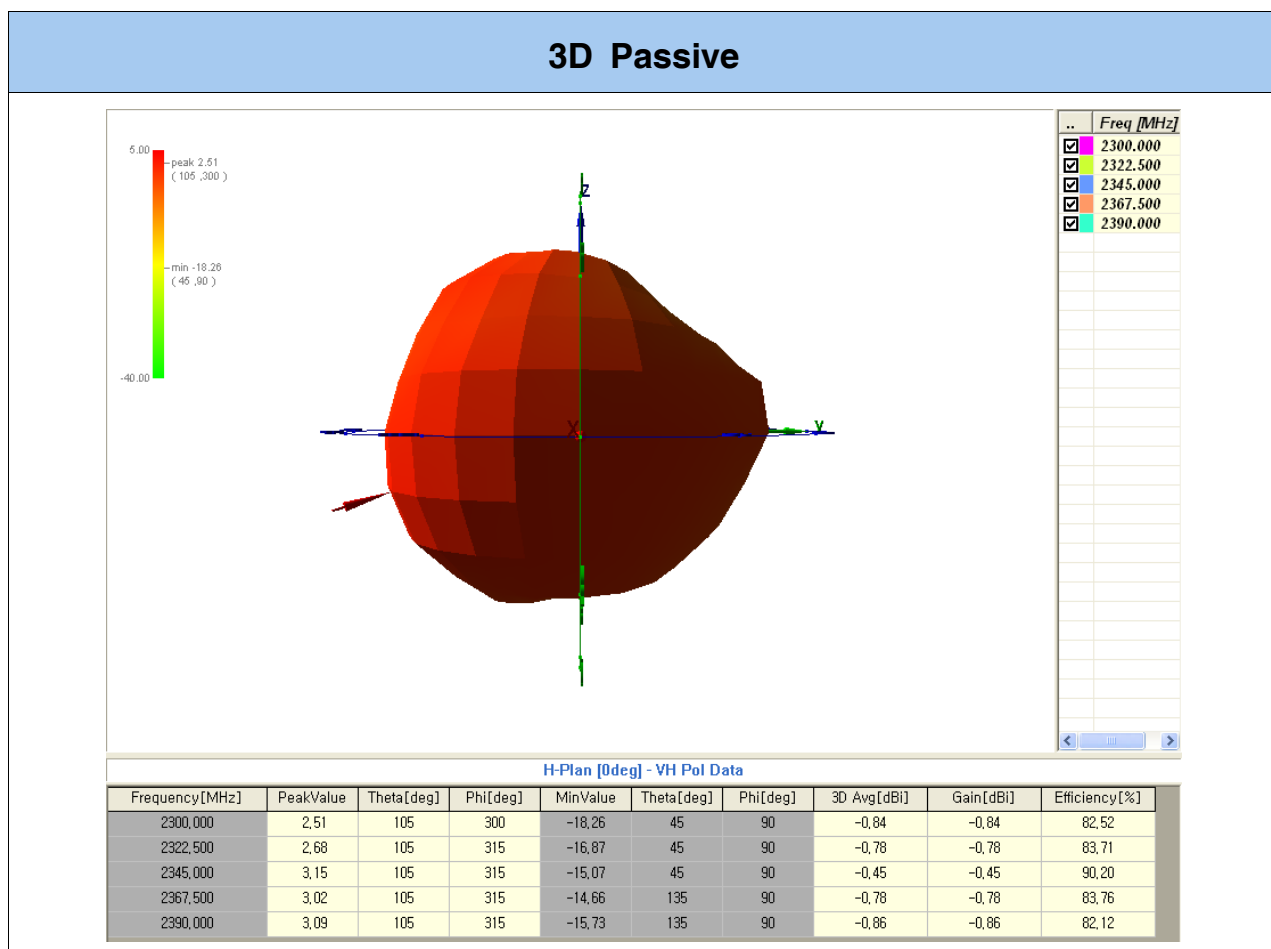 3D Passive
5.00
peak 2.51
( 105 ,300 )
min -18.26
( 45 ,90 )
-40.00
Z
X
Y
.. Freq [MHz]
2300.000
2322.500
2345.000
2367.500
2390.000
H-Plan [0deg] - VH Pol Data
Frequency[MHz] PeakValue Theta[deg] Phi[deg] MinValue Theta[deg] Phi[deg] 3D Avg[dBi] Gain[dBi] Efficiency[%]
2300,000 2,51 105 300 -18,26 45 90 -0,84 -0,84 82,52
2322,500 2,68 105 315 -16,87 45 90 -0,78 -0,78 83,71
2345,000 3,15 105 315 -15,07 45 90 -0,45 -0,45 90,20
2367,500 3,02 105 315 -14,66 135 90 -0,78 -0,78 83,76
2390,000 3,09 105 315 -15,73 135 90 -0,86 -0,86 82,12